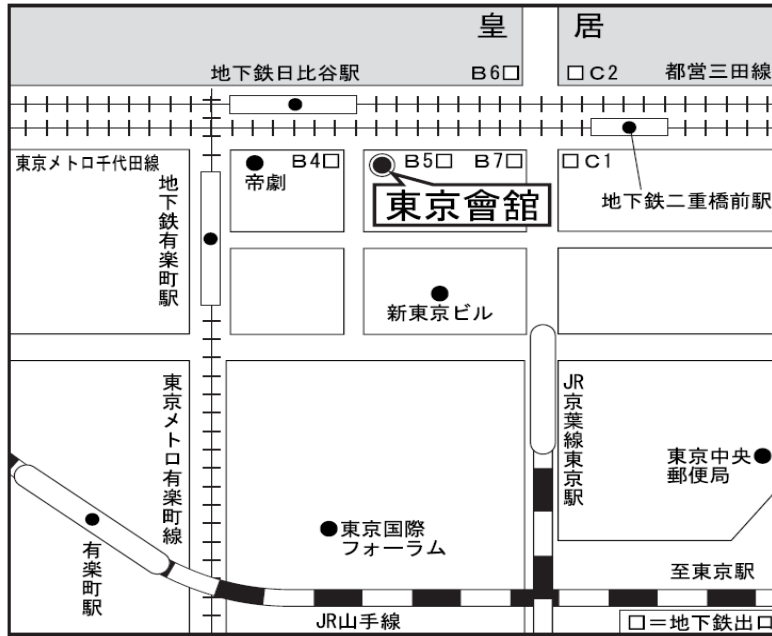 皇居
地下鉄日比谷駅
B6
C2
都営三田線
東京メトロ千代田線
帝劇
B4
B5
B7
C1
東京會舘
地下鉄二重橋前駅
地下鉄有楽町駅
新東京ビル
東京メトロ有楽町線
JR京葉線東京駅
東京中央
郵便局
東京国際
フォーラム
有楽町駅
至東京駅
JR山手線
□=地下鉄出口